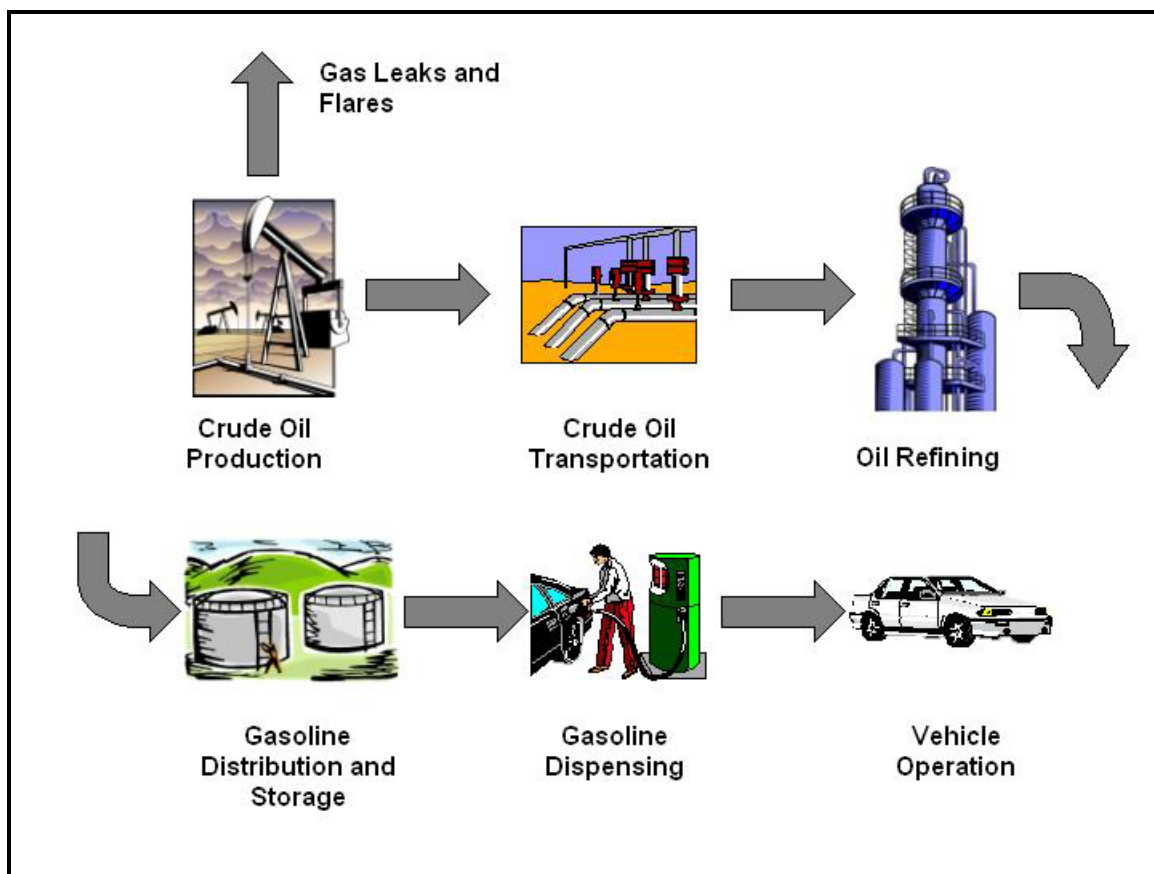 Gas Leaks and
Flares
Crude Oil
Production
Crude Oil
Transportation
Oil Refining
Gasoline
Distribution and
Storage
Gasoline
Dispensing
Vehicle
Operation